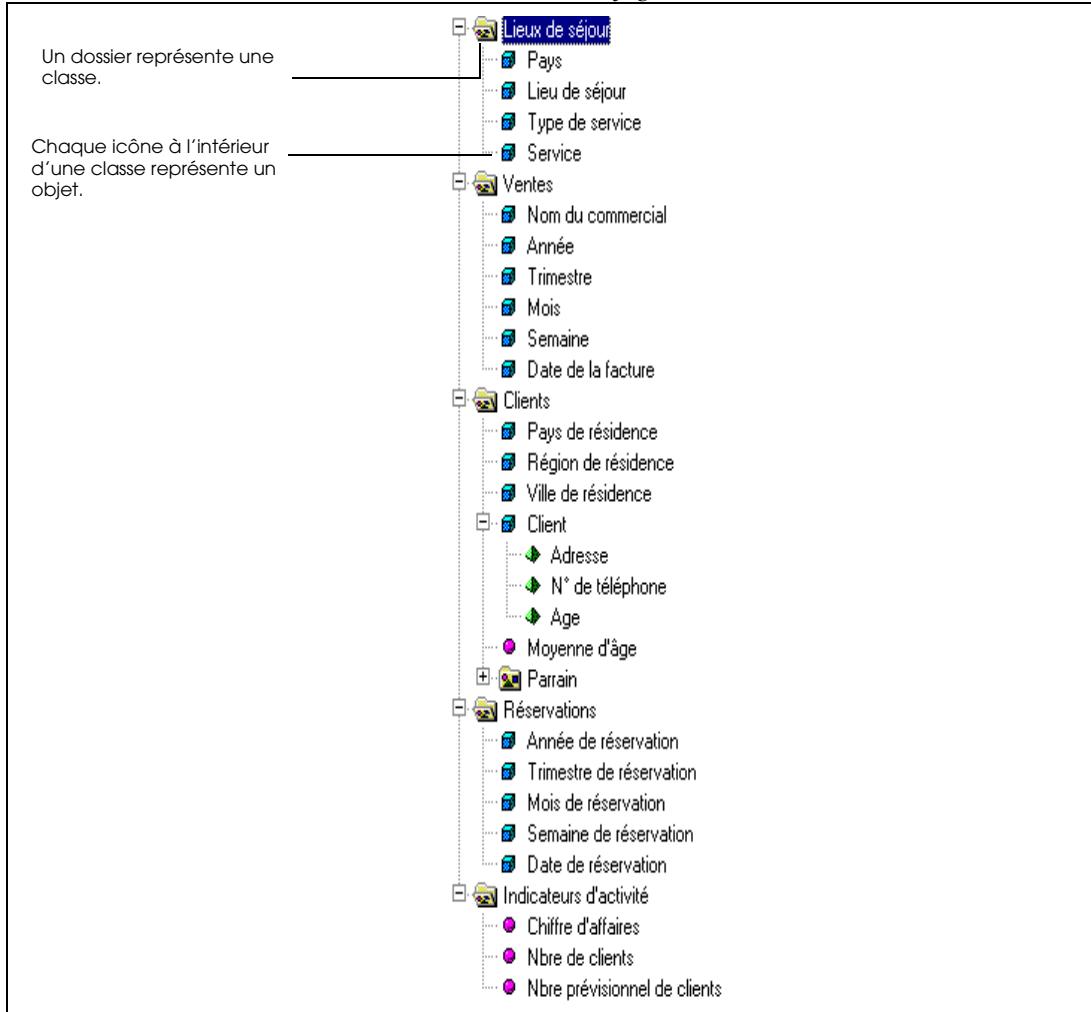 Lieux de séjour
Un dossier représente une
classe.
Pays
Lieu de séjour
Type de service
Chaque icône à l'intérieur
d'une classe représente un
objet.
Service
Ventes
Nom du commercial
Année
Trimestre
Mois
Semaine
Date de la facture
Clients
Pays de résidence
Région de résidence
Ville de résidence
Client
Adresse
N° de téléphone
Age
Moyenne d'âge
Parrain
Réservations
Année de réservation
Trimestre de réservation
Mois de réservation
Semaine de réservation
Date de réservation
Indicateurs d'activité
Chiffre d'affaires
Nbre de clients
Nbre prévisionnel de clients